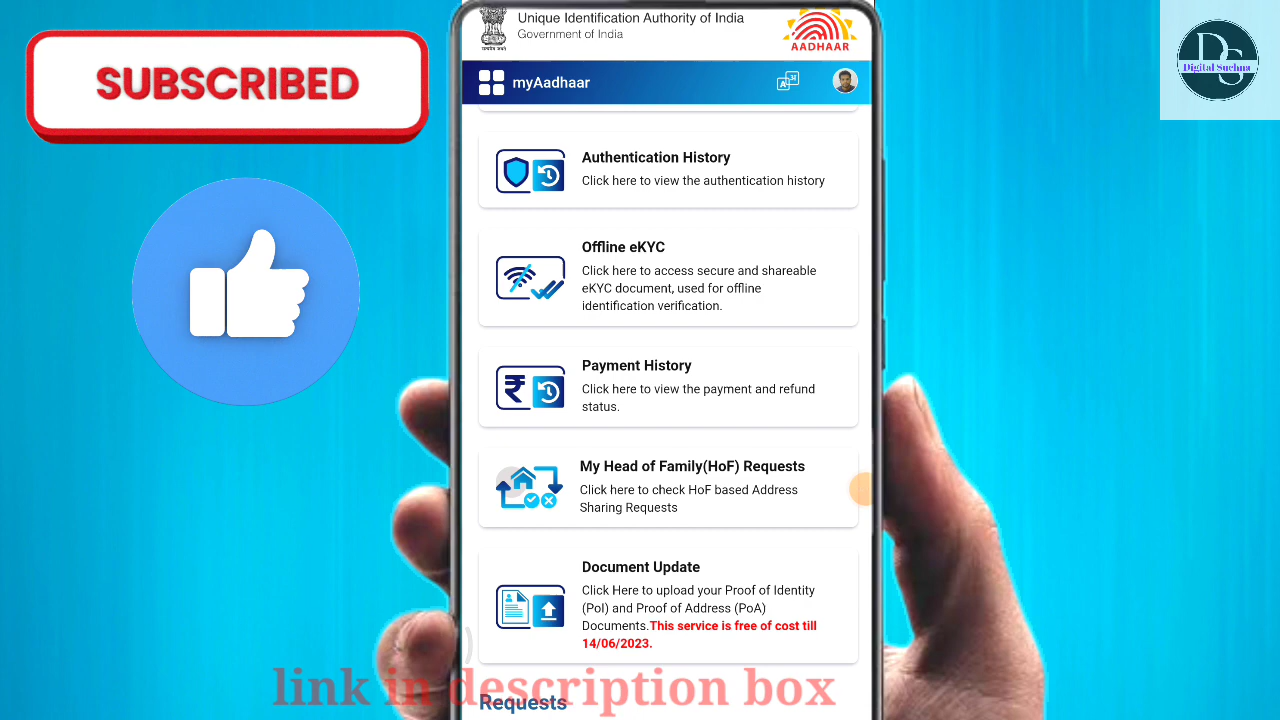 SUBSCRIBED
Unique Identification Authority of India
Government of India
AADHAAR
DS
Digital Suchna
myAadhaar
Authentication History
Click here to view the authentication history
Offline eKYC
Click here to access secure and shareable
eKYC document, used for offline
identification verification.
₹
Payment History
Click here to view the payment and refund
status.
My Head of Family(HoF) Requests
Click here to check HoF based Address
Sharing Requests
Document Update
Click Here to upload your Proof of Identity
(PoI) and Proof of Address (PoA)
Documents.This service is free of cost till
14/06/2023.
link in description box
Requests